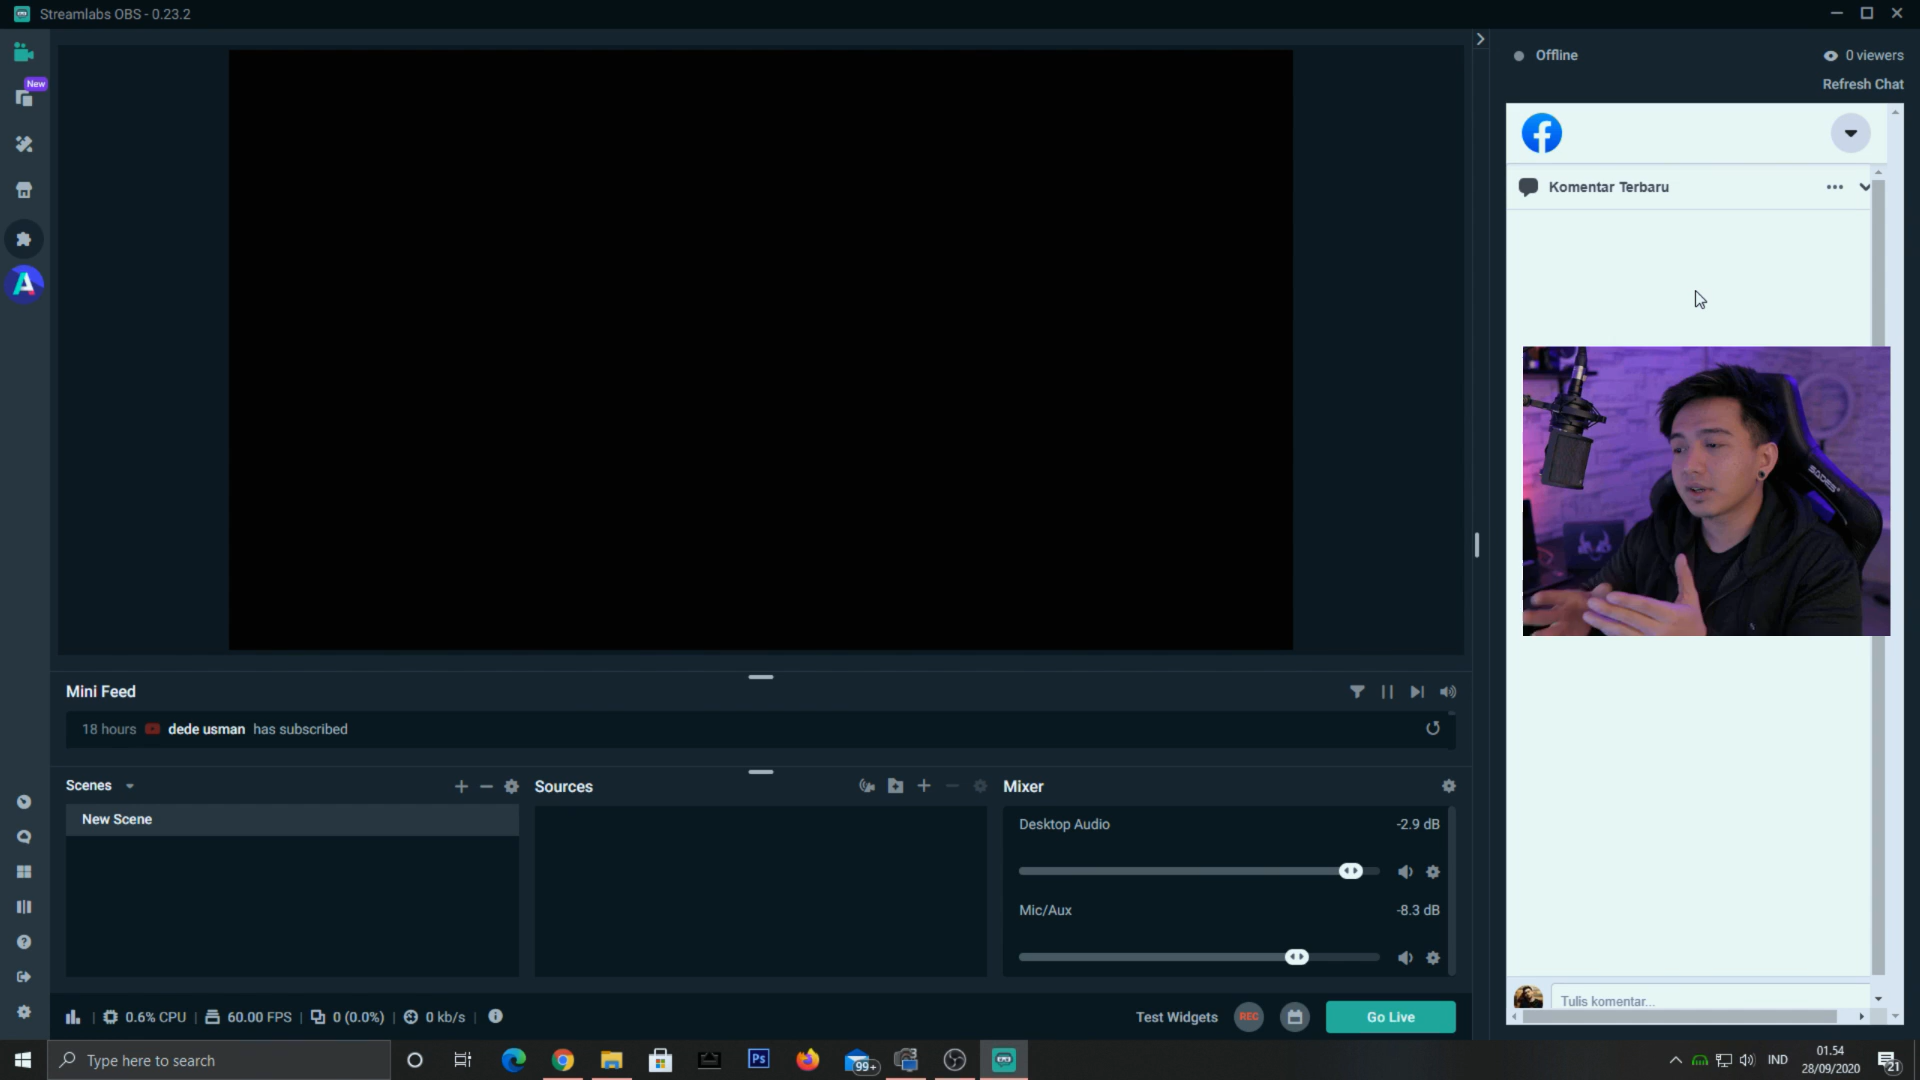 Streamlabs OBS - 0.23.2
New
Offline
0 viewers
Refresh Chat
Komentar Terbaru
SADES
Mini Feed
18 hours dede usman has subscribed
Scenes
New Scene
Sources
Mixer
Desktop Audio -2.9 dB
Mic/Aux -8.3 dB
Tulis komentar...
0.6% CPU 60.00 FPS 0 (0.0%) 0 kb/s
Test Widgets REC Go Live
Type here to search
Ps
99+
3
IND
01.54
28/09/2020
21